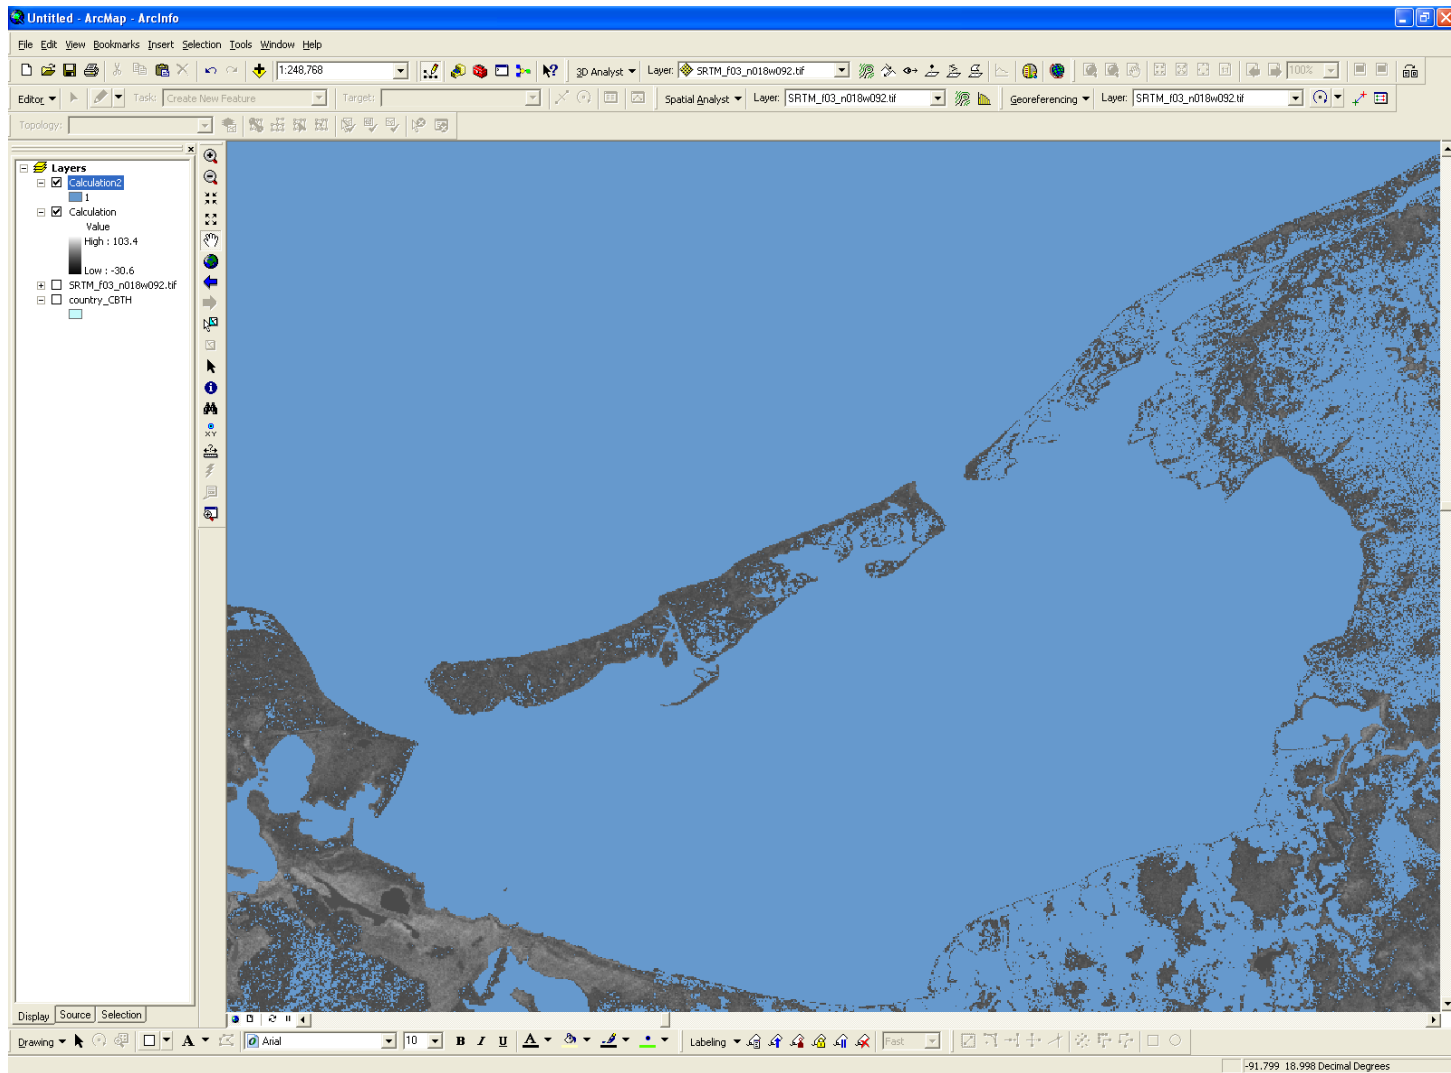 Untitled - ArcMap - ArcInfo
File Edit View Bookmarks Insert Selection Tools Window Help
1:248,768 3D Analyst Layer: SRTM_f03_n018w092.tif 100%
Editor Task: Create New Feature Target: Spatial Analyst Layer: SRTM_f03_n018w092.tif Georeferencing Layer: SRTM_f03_n018w092.tif
Topology:
Layers
Calculation2
1
Calculation
Value
High : 103.4
Low : -30.6
SRTM_f03_n018w092.tif
country_CBTH
XY
Display Source Selection
Drawing A Arial 10 B I U A Labeling Fast
-91.799 18.998 Decimal Degrees